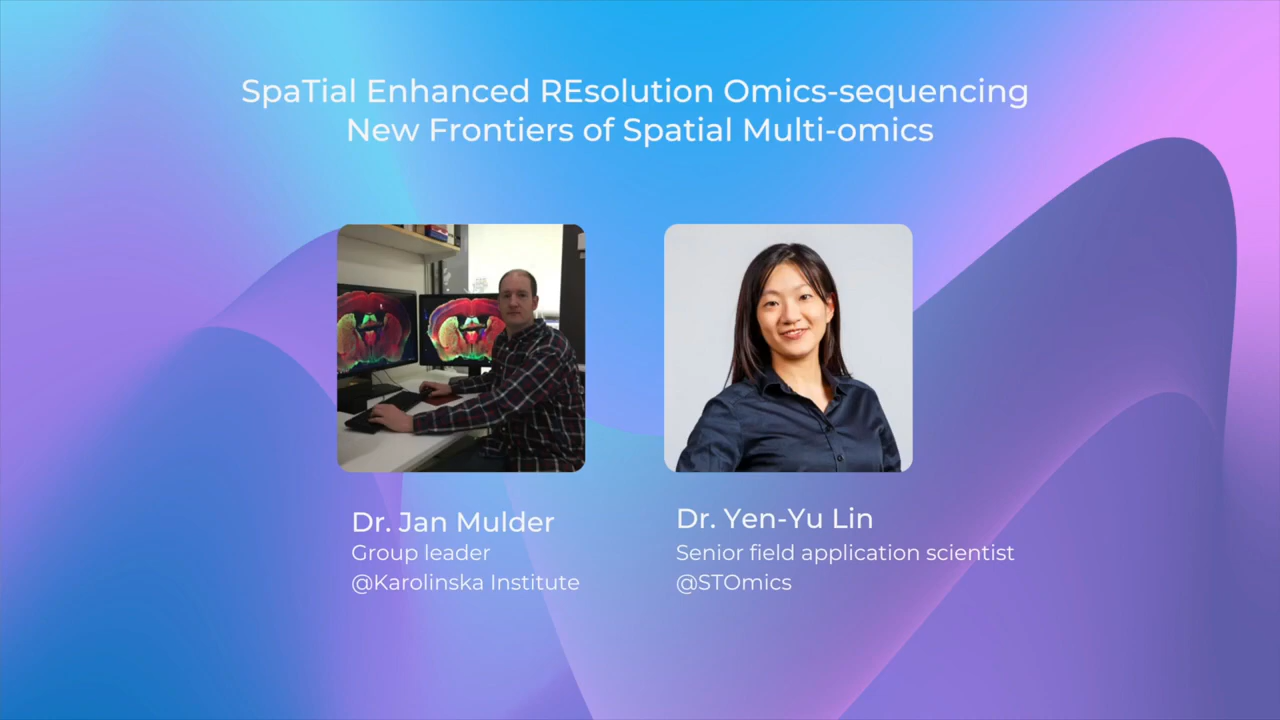 SpaTial Enhanced REsolution Omics-sequencing
New Frontiers of Spatial Multi-omics
Dr. Jan Mulder
Group leader
@Karolinska Institute
Dr. Yen-Yu Lin
Senior field application scientist
@STOmics